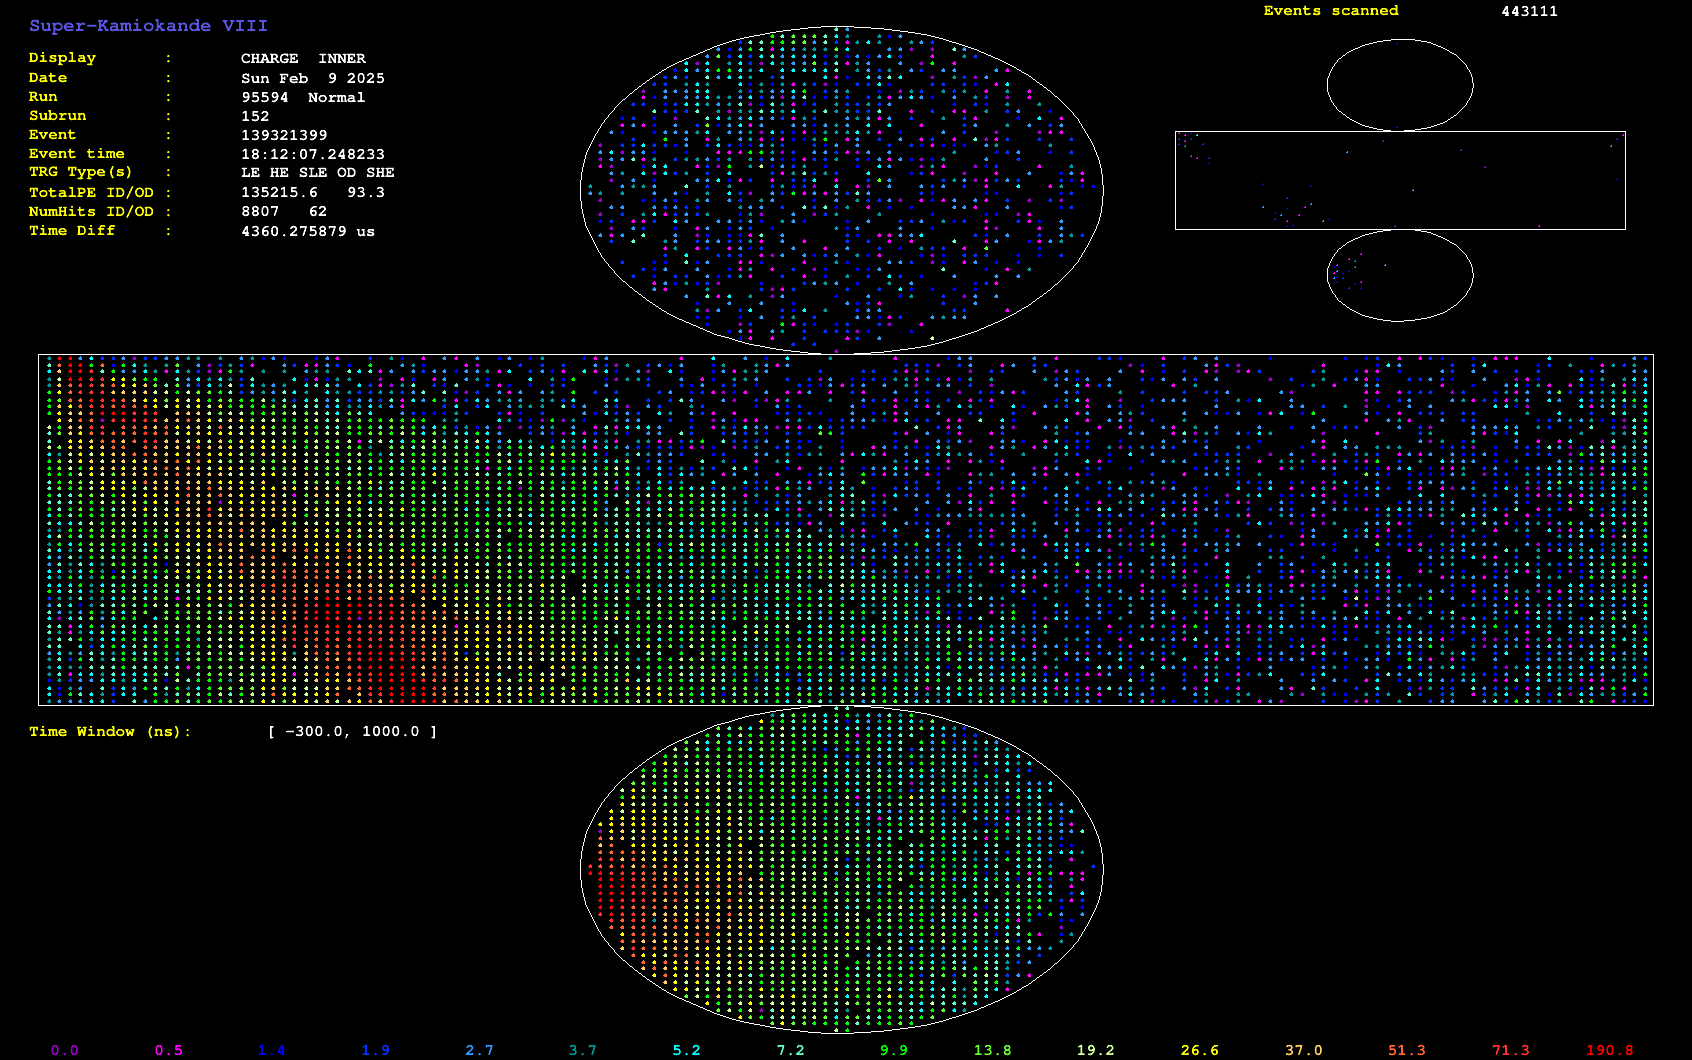 Super-Kamiokande VIII
Display : CHARGE INNER
Date : Sun Feb 9 2025
Run : 95594 Normal
Subrun : 152
Event : 139321399
Event time : 18:12:07.248233
TRG Type(s) : LE HE SLE OD SHE
TotalPE ID/OD : 135215.6 93.3
NumHits ID/OD : 8807 62
Time Diff : 4360.275879 us
Events scanned 443111
Time Window (ns): [ -300.0, 1000.0 ]
0.0 0.5 1.4 1.9 2.7 3.7 5.2 7.2 9.9 13.8 19.2 26.6 37.0 51.3 71.3 190.8